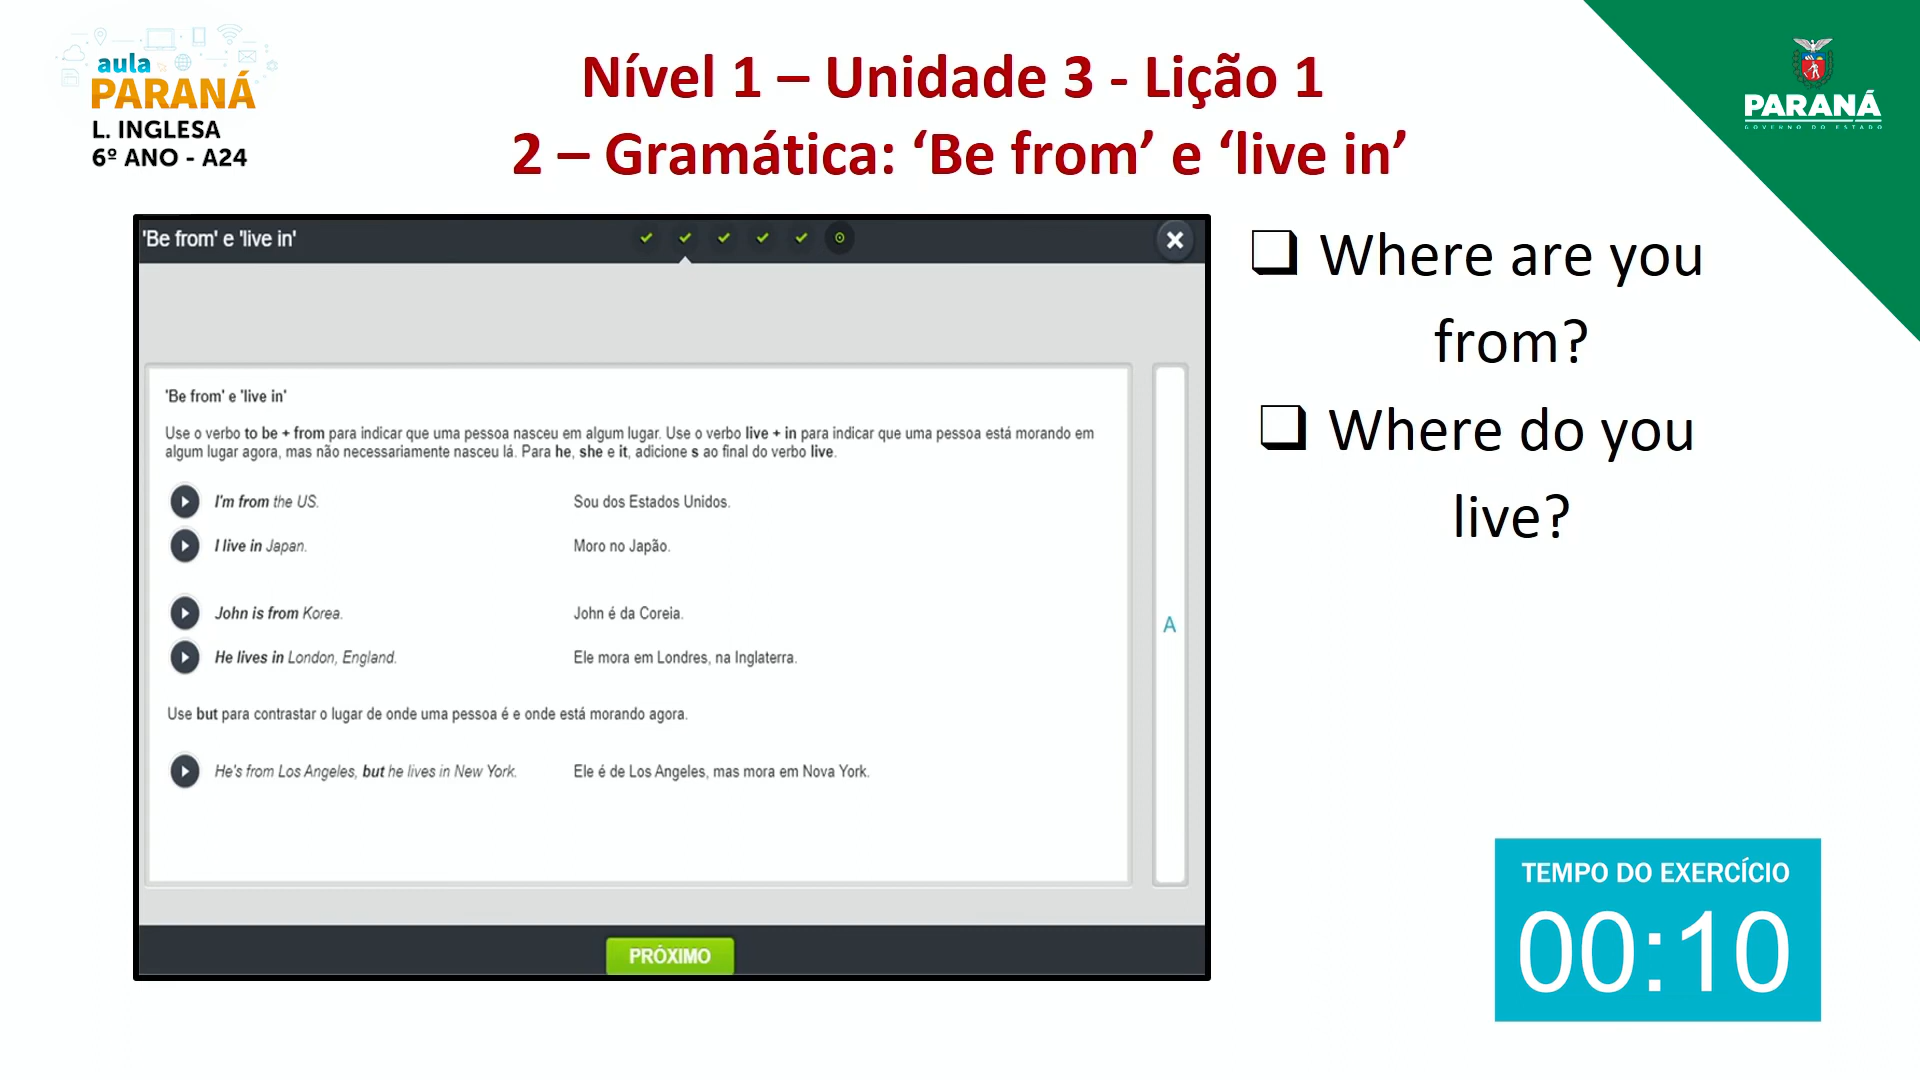 aula
PARANÁ
L. INGLESA
6º ANO - A24
Nível 1 – Unidade 3 - Lição 1
2 – Gramática: ‘Be from’ e ‘live in’
PARANÁ
GOVERNO DO ESTADO
'Be from' e 'live in'
'Be from' e 'live in'
Use o verbo to be + from para indicar que uma pessoa nasceu em algum lugar. Use o verbo live + in para indicar que uma pessoa está morando em
algum lugar agora, mas não necessariamente nasceu lá. Para he, she e it, adicione s ao final do verbo live.
I'm from the US. Sou dos Estados Unidos.
I live in Japan. Moro no Japão.
John is from Korea. John é da Coreia.
He lives in London, England. Ele mora em Londres, na Inglaterra.
Use but para contrastar o lugar de onde uma pessoa é e onde está morando agora.
He's from Los Angeles, but he lives in New York. Ele é de Los Angeles, mas mora em Nova York.
A
PRÓXIMO
Where are you
from?
Where do you
live?
TEMPO DO EXERCÍCIO
00:10